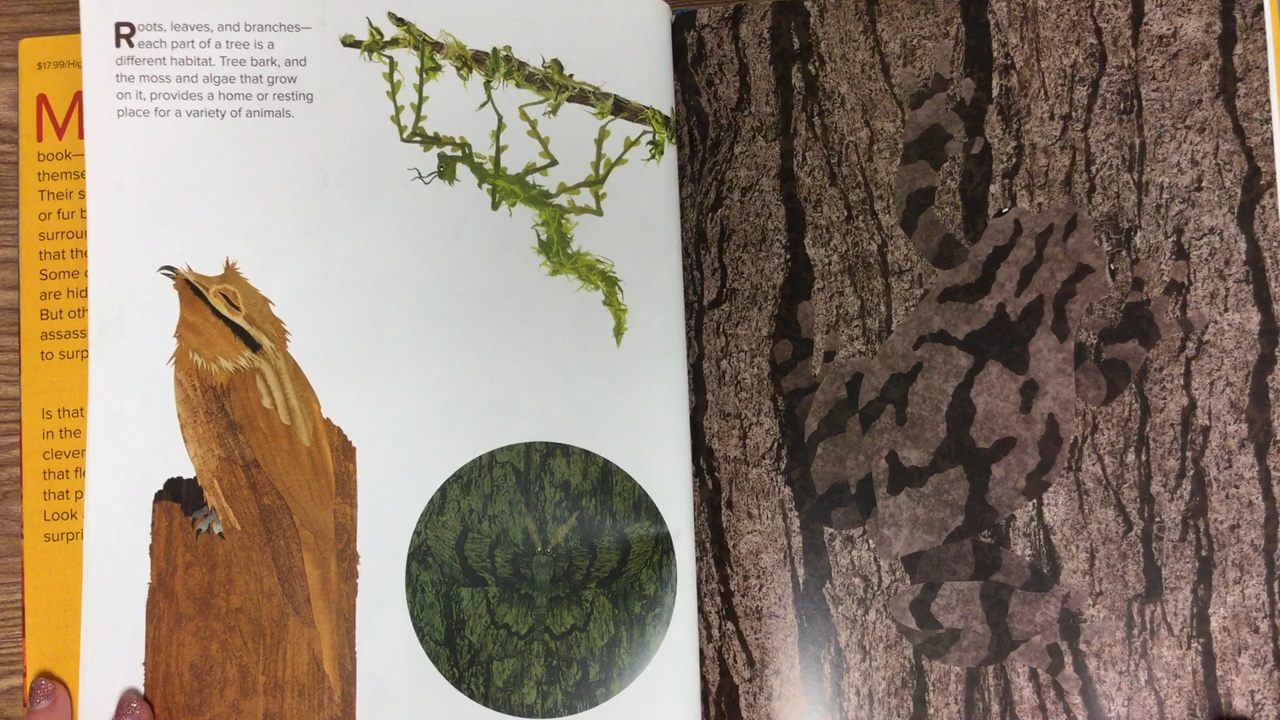 $17.99/Hig
M
book—
themse
Their s
or fur b
surrour
that the
Some
are hid
But oth
assass
to surp
Is that
in the
clever
that flo
that p
Look
surpri
Roots, leaves, and branches—
each part of a tree is a
different habitat. Tree bark, and
the moss and algae that grow
on it, provides a home or resting
place for a variety of animals.